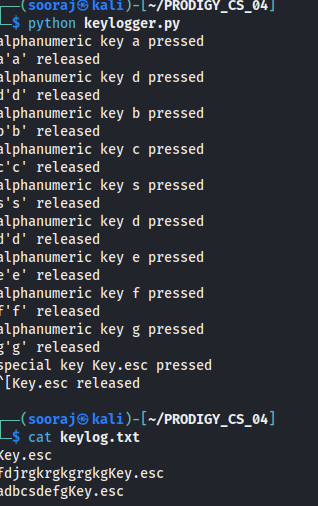 (sooraj㉿kali)-[~/PRODIGY_CS_04]
$ python keylogger.py
alphanumeric key a pressed
a'a' released
alphanumeric key d pressed
d'd' released
alphanumeric key b pressed
b'b' released
alphanumeric key c pressed
c'c' released
alphanumeric key s pressed
s's' released
alphanumeric key d pressed
d'd' released
alphanumeric key e pressed
e'e' released
alphanumeric key f pressed
f'f' released
alphanumeric key g pressed
g'g' released
special key Key.esc pressed
^[Key.esc released
(sooraj㉿kali)-[~/PRODIGY_CS_04]
$ cat keylog.txt
Key.esc
fdjrgkrgkgrgkgKey.esc
adbcsdefgKey.esc